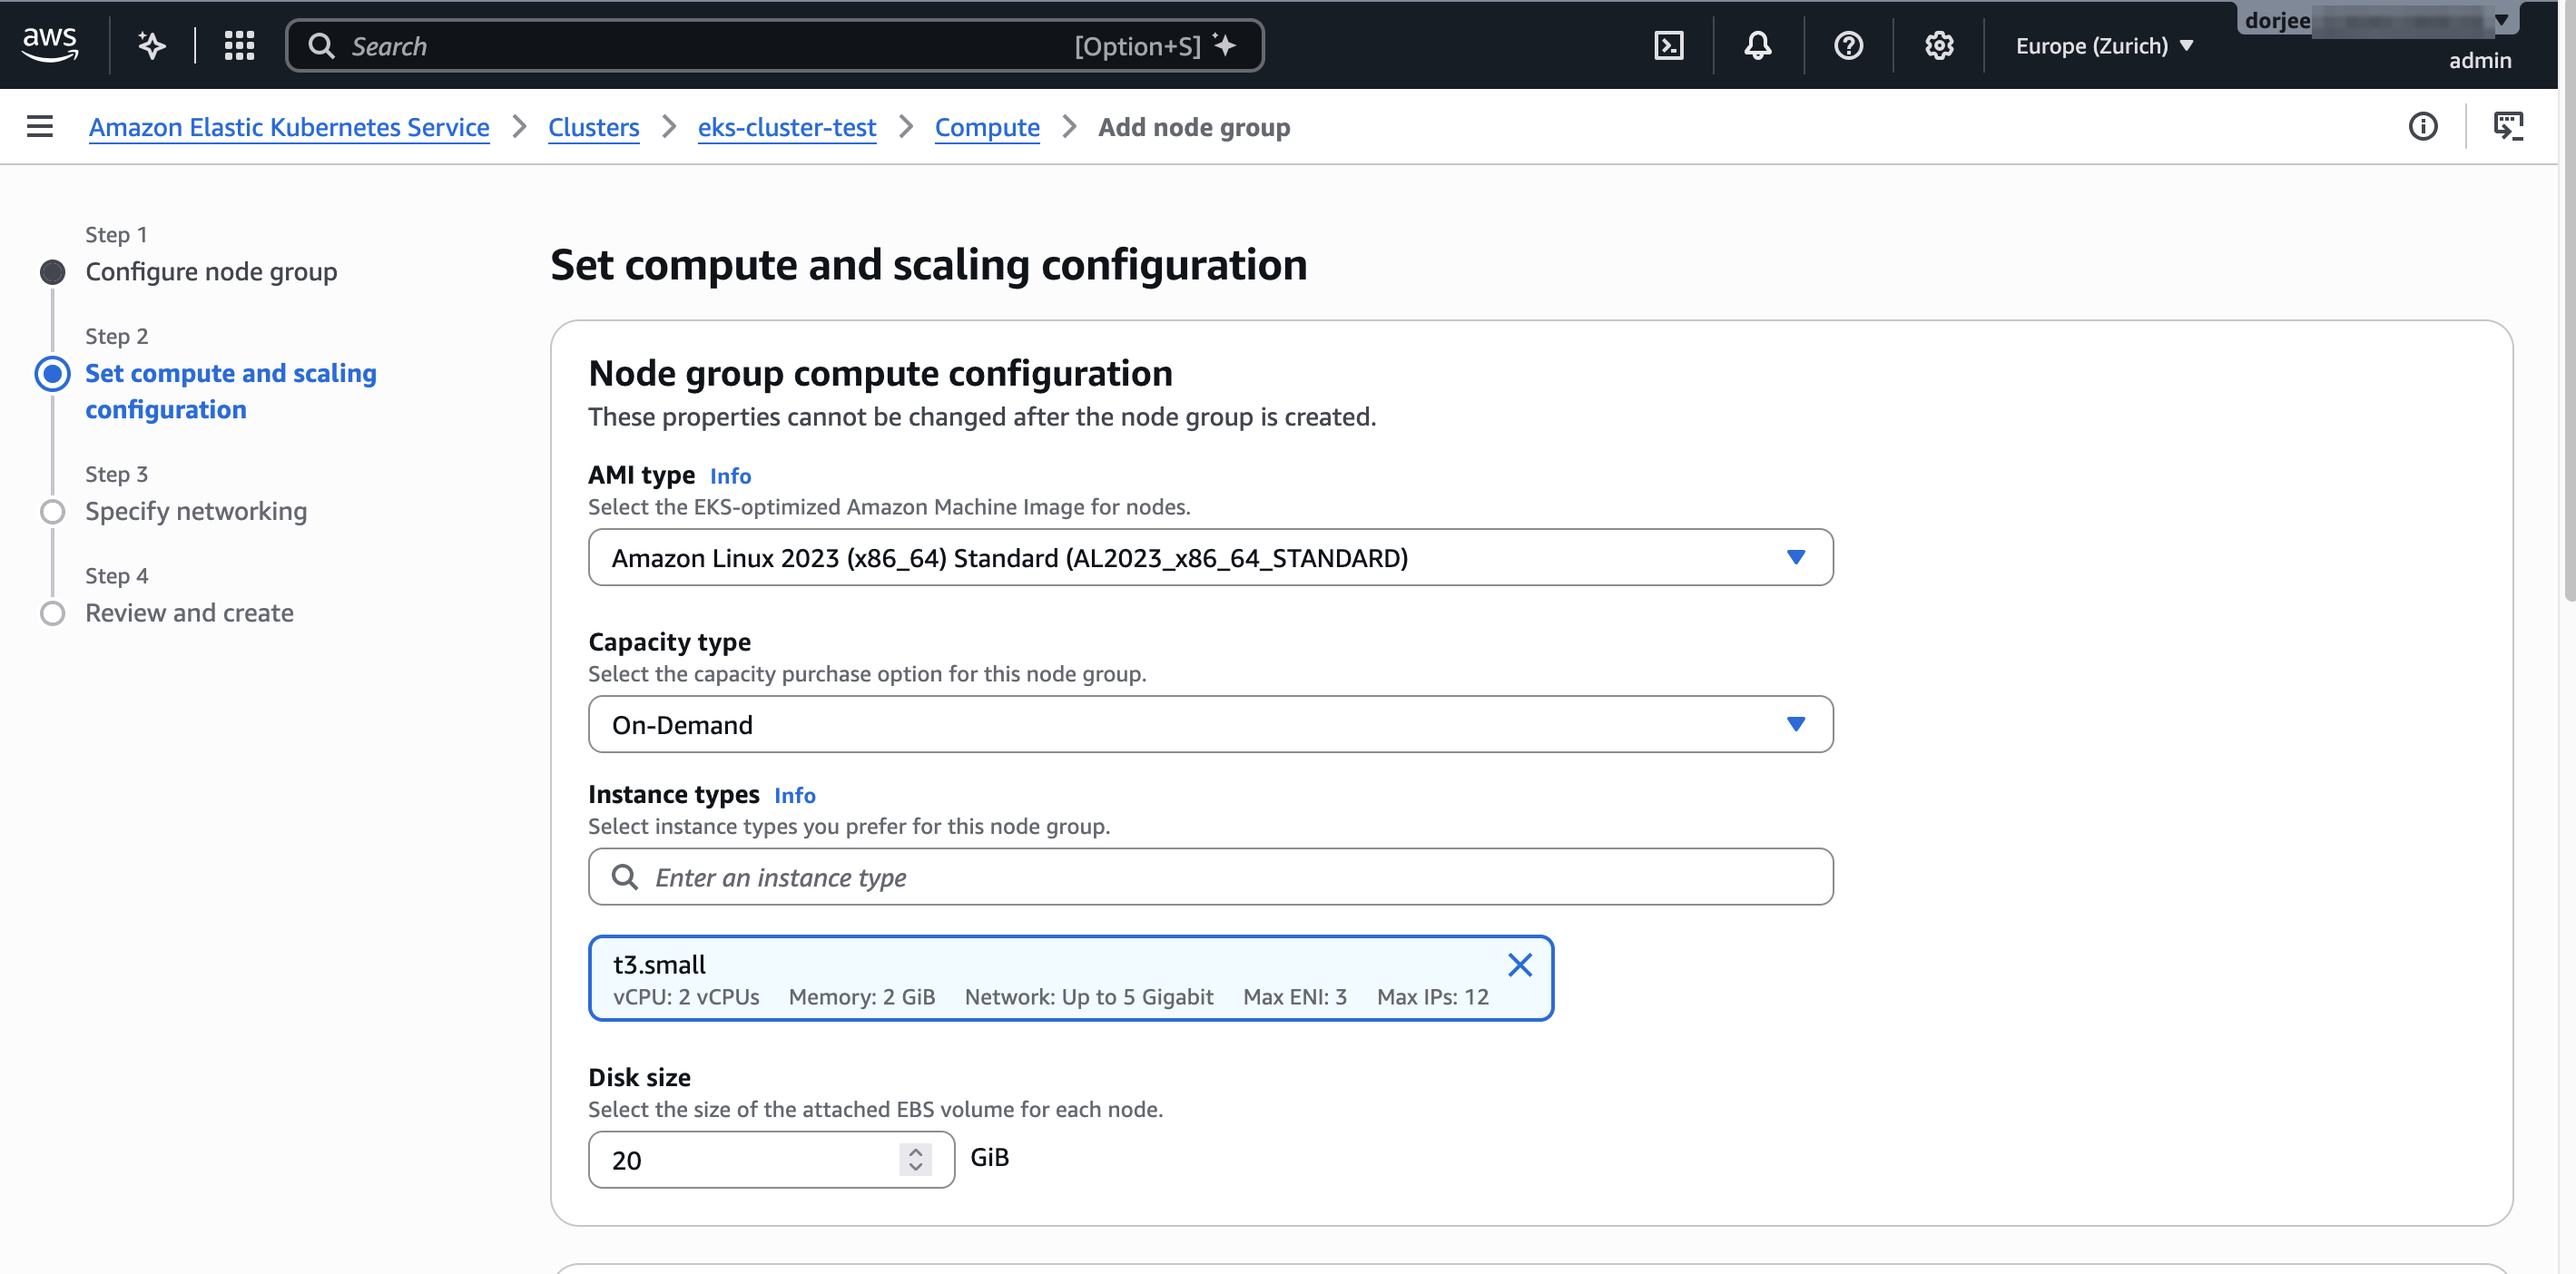 aws
Search
[Option+S]
Europe (Zurich)
dorjee
admin
Amazon Elastic Kubernetes Service
Clusters
eks-cluster-test
Compute
Add node group
Step 1
Configure node group
Step 2
Set compute and scaling
configuration
Step 3
Specify networking
Step 4
Review and create
Set compute and scaling configuration
Node group compute configuration
These properties cannot be changed after the node group is created.
AMI type Info
Select the EKS-optimized Amazon Machine Image for nodes.
Amazon Linux 2023 (x86_64) Standard (AL2023_x86_64_STANDARD)
Capacity type
Select the capacity purchase option for this node group.
On-Demand
Instance types Info
Select instance types you prefer for this node group.
Enter an instance type
t3.small
vCPU: 2 vCPUs Memory: 2 GiB Network: Up to 5 Gigabit Max ENI: 3 Max IPs: 12
Disk size
Select the size of the attached EBS volume for each node.
20 GiB